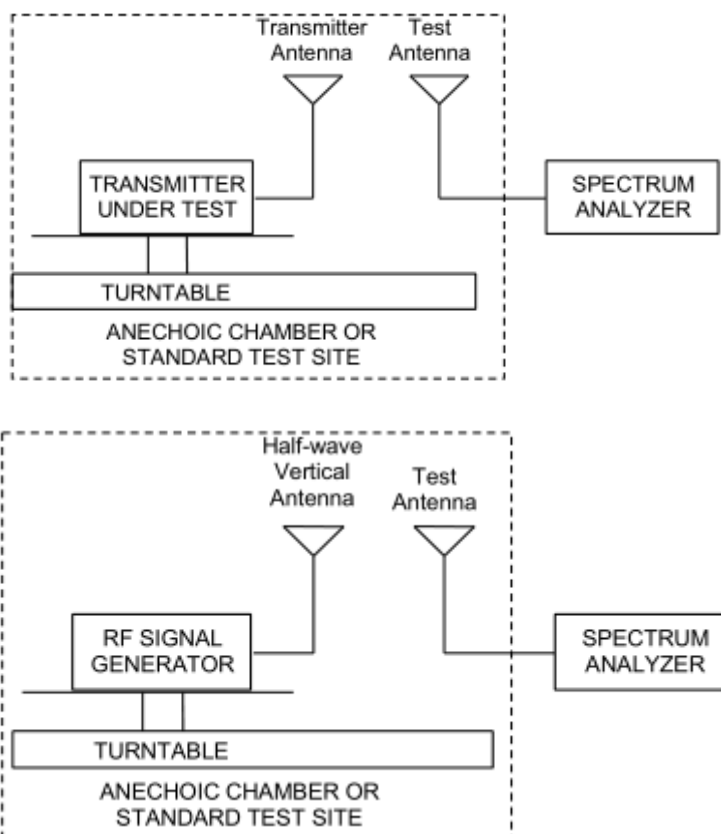 Transmitter
Antenna
Test
Antenna
TRANSMITTER
UNDER TEST
SPECTRUM
ANALYZER
TURNTABLE
ANECHOIC CHAMBER OR
STANDARD TEST SITE
Half-wave
Vertical
Antenna
Test
Antenna
RF SIGNAL
GENERATOR
SPECTRUM
ANALYZER
TURNTABLE
ANECHOIC CHAMBER OR
STANDARD TEST SITE